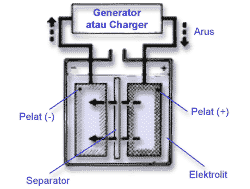 Generator
atau Charger
Arus
Pelat (-)
Pelat (+)
Separator
Elektrolit